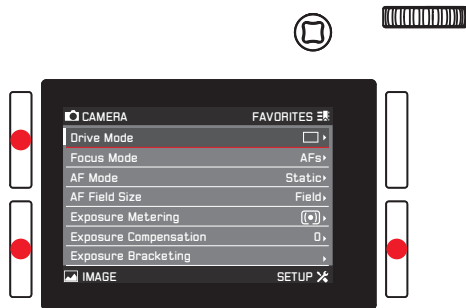 CAMERA FAVORITES
Drive Mode
Focus Mode AFs
AF Mode Static
AF Field Size Field
Exposure Metering
Exposure Compensation 0
Exposure Bracketing
IMAGE SETUP